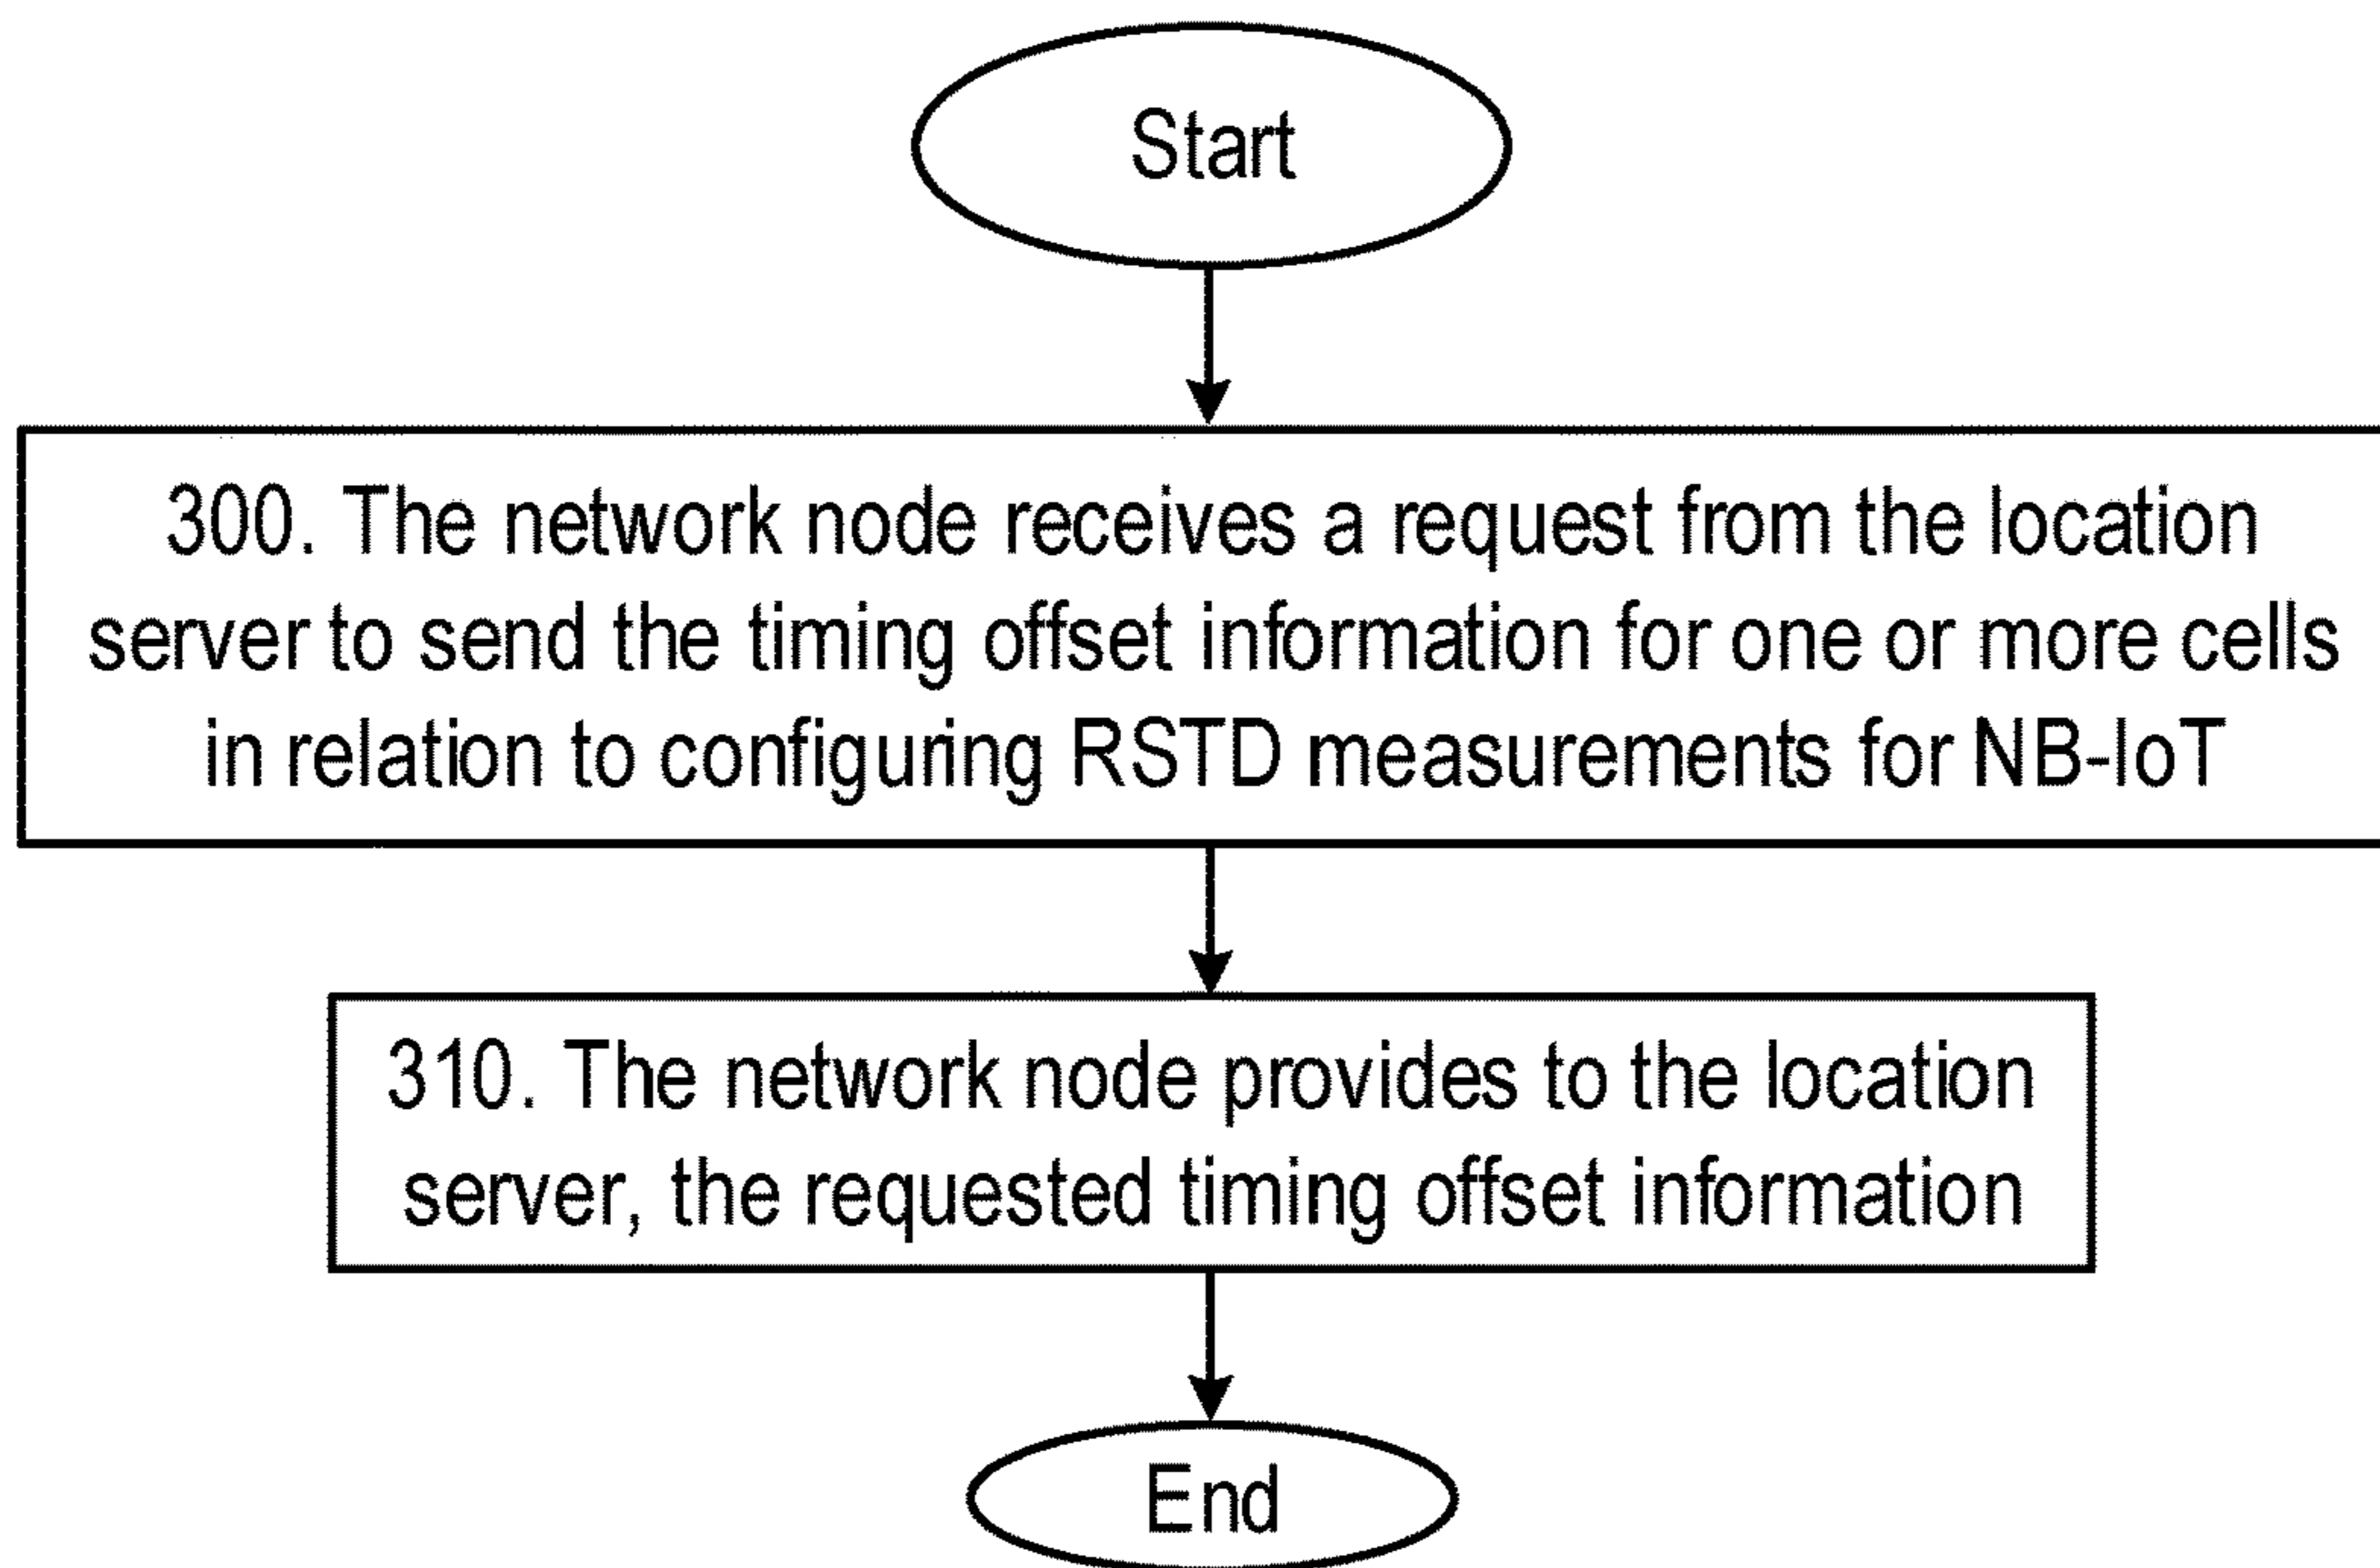 Start
300. The network node receives a request from the location
server to send the timing offset information for one or more cells
in relation to configuring RSTD measurements for NB-IoT
310. The network node provides to the location
server, the requested timing offset information
End